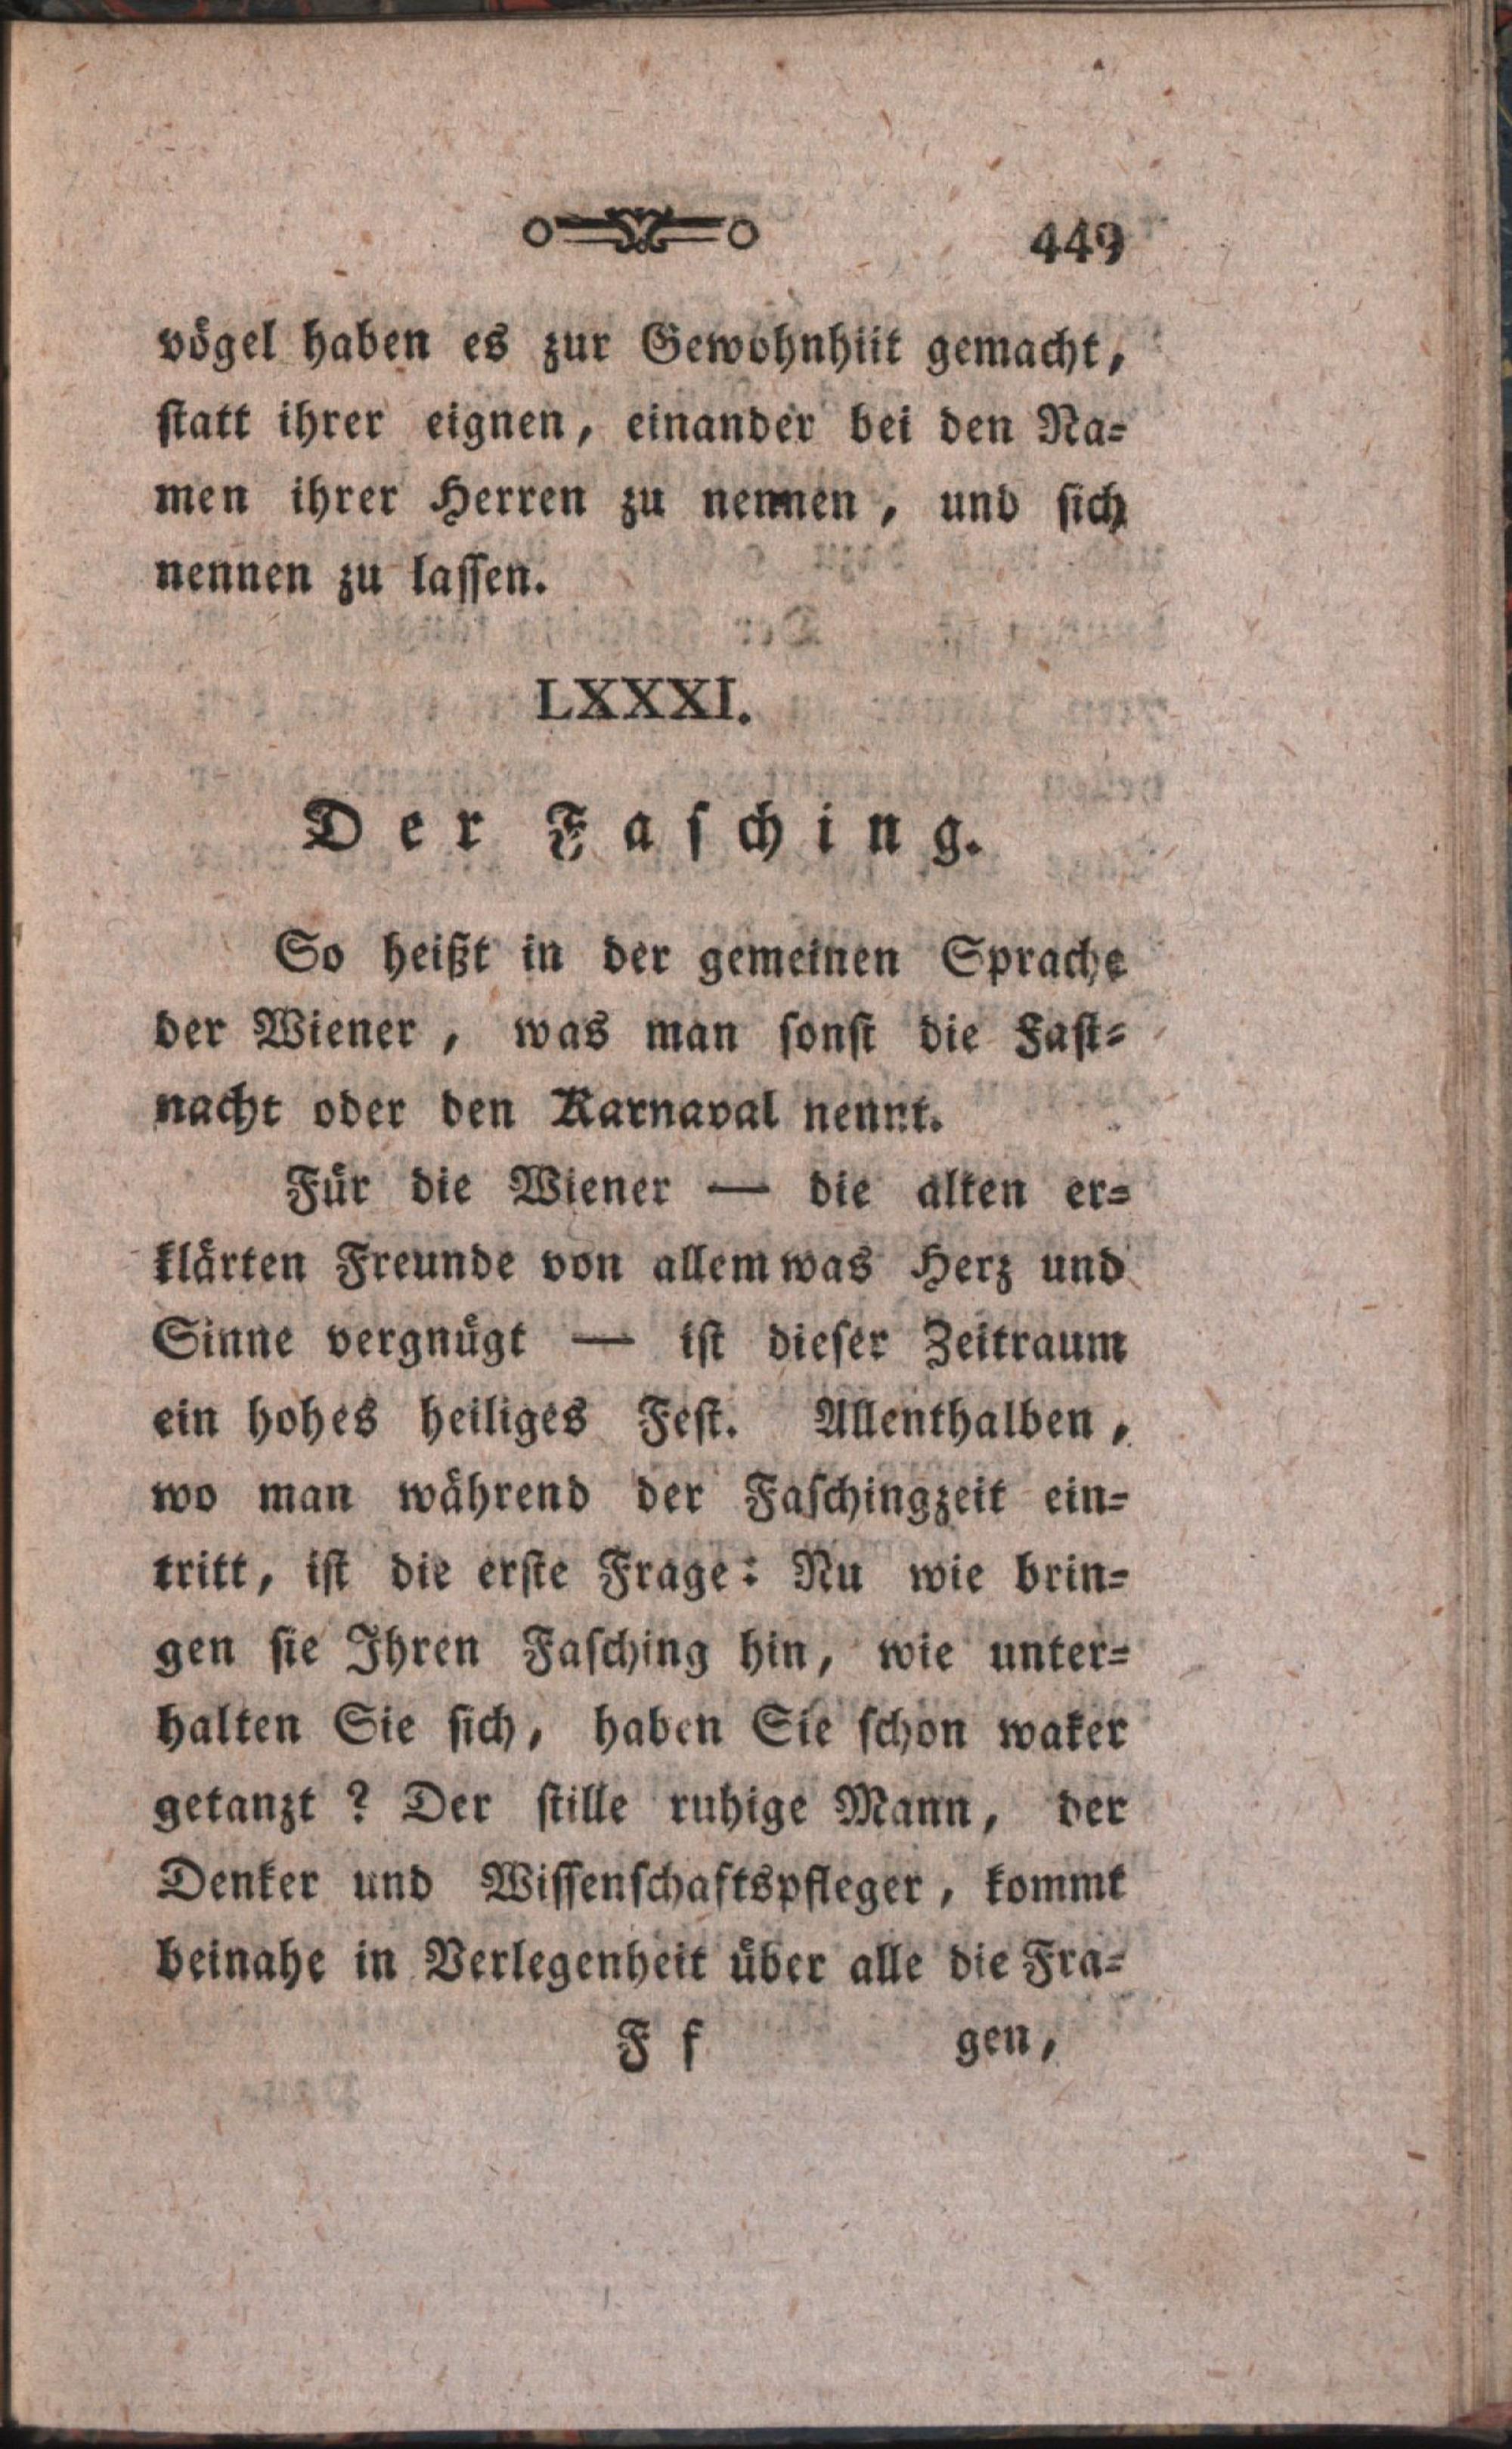 449
vögel haben es zur Gewohnhiit gemacht,
ſtatt ihrer eignen, einander bei den Na-
men ihrer Herren zu nennen, und ſich
nennen zu laſſen.
LXXXI.
Der Faſching.
So heißt in der gemeinen Sprache
der Wiener, was man ſonſt die Faſt-
nacht oder den Karnaval nennt.
Für die Wiener — die alten er-
klärten Freunde von allem was Herz und
Sinne vergnügt — iſt dieſer Zeitraum
ein hohes heiliges Feſt. Allenthalben,
wo man während der Faſchingzeit ein-
tritt, iſt die erſte Frage: Nu wie brin-
gen ſie Ihren Faſching hin, wie unter-
halten Sie ſich, haben Sie ſchon waker
getanzt? Der ſtille ruhige Mann, der
Denker und Wiſſenſchaftspfleger, kommt
beinahe in Verlegenheit über alle die Fra-
F f gen,